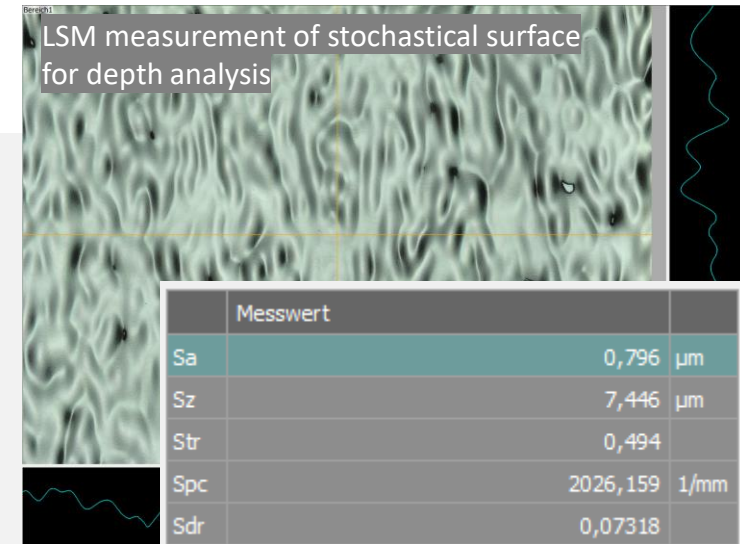 Bereich1
LSM measurement of stochastical surface
for depth analysis
Messwert
Sa 0,796 µm
Sz 7,446 µm
Str 0,494
Spc 2026,159 1/mm
Sdr 0,07318